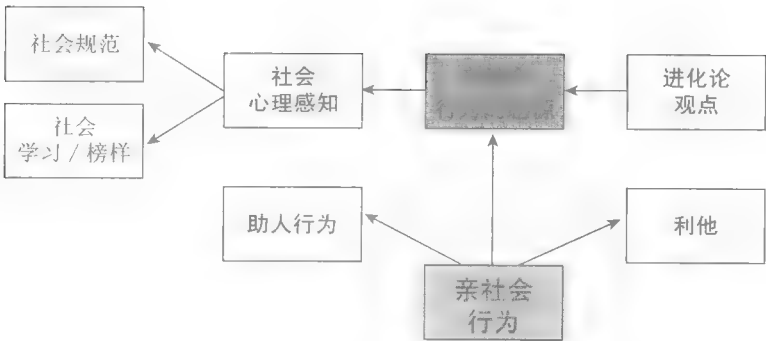 社会规范
社会
心理感知
进化论
观点
社会
学习/榜样
助人行为
利他
亲社会
行为